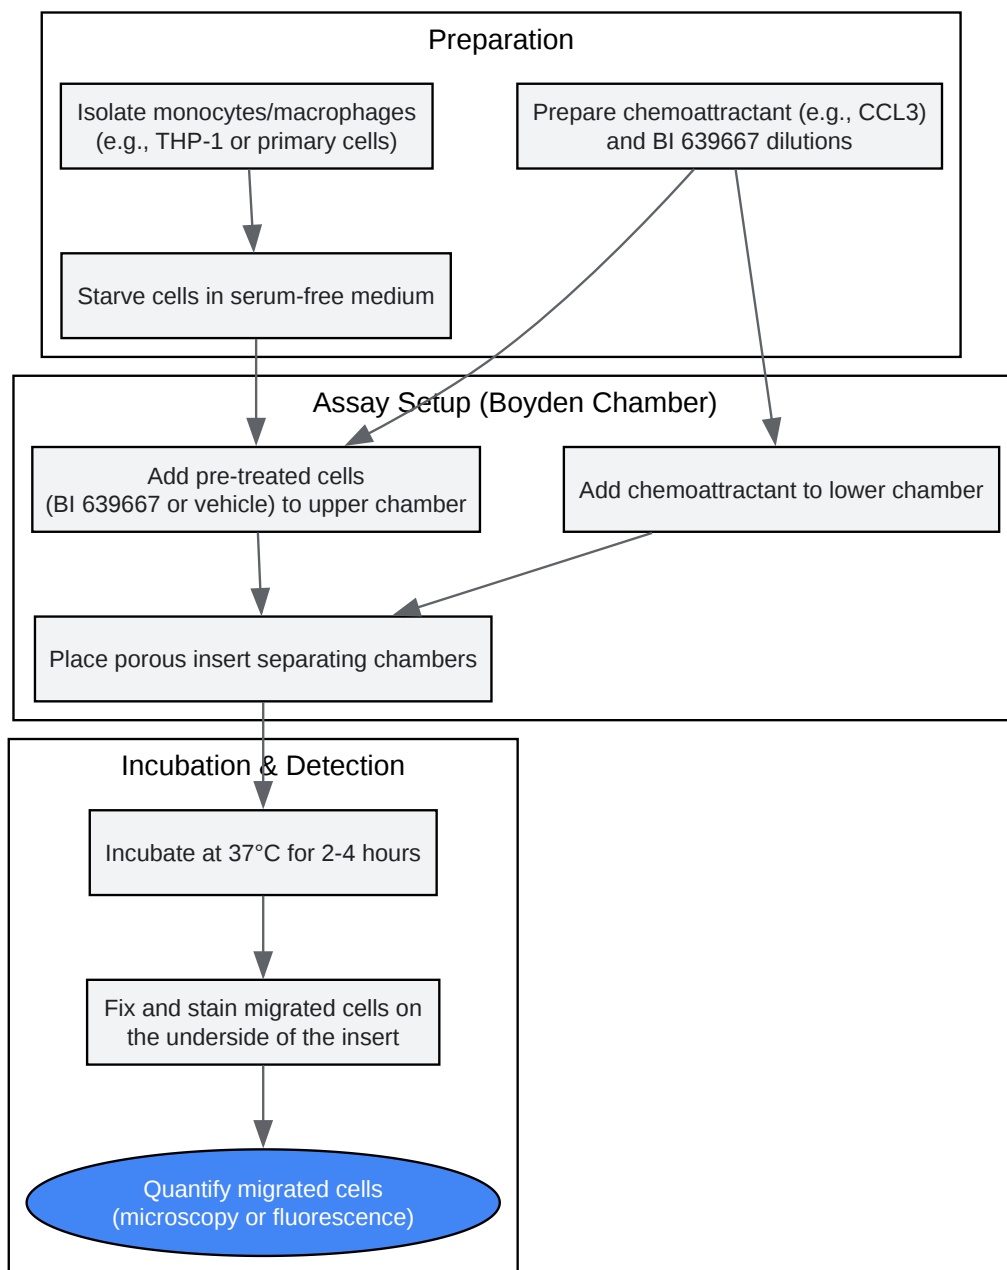 Preparation
Isolate monocytes/macrophages
(e.g., THP-1 or primary cells)
Prepare chemoattractant (e.g., CCL3)
and BI 639667 dilutions
Starve cells in serum-free medium
Assay Setup (Boyden Chamber)
Add pre-treated cells
(BI 639667 or vehicle) to upper chamber
Add chemoattractant to lower chamber
Place porous insert separating chambers
Incubation & Detection
Incubate at 37°C for 2-4 hours
Fix and stain migrated cells on
the underside of the insert
Quantify migrated cells
(microscopy or fluorescence)